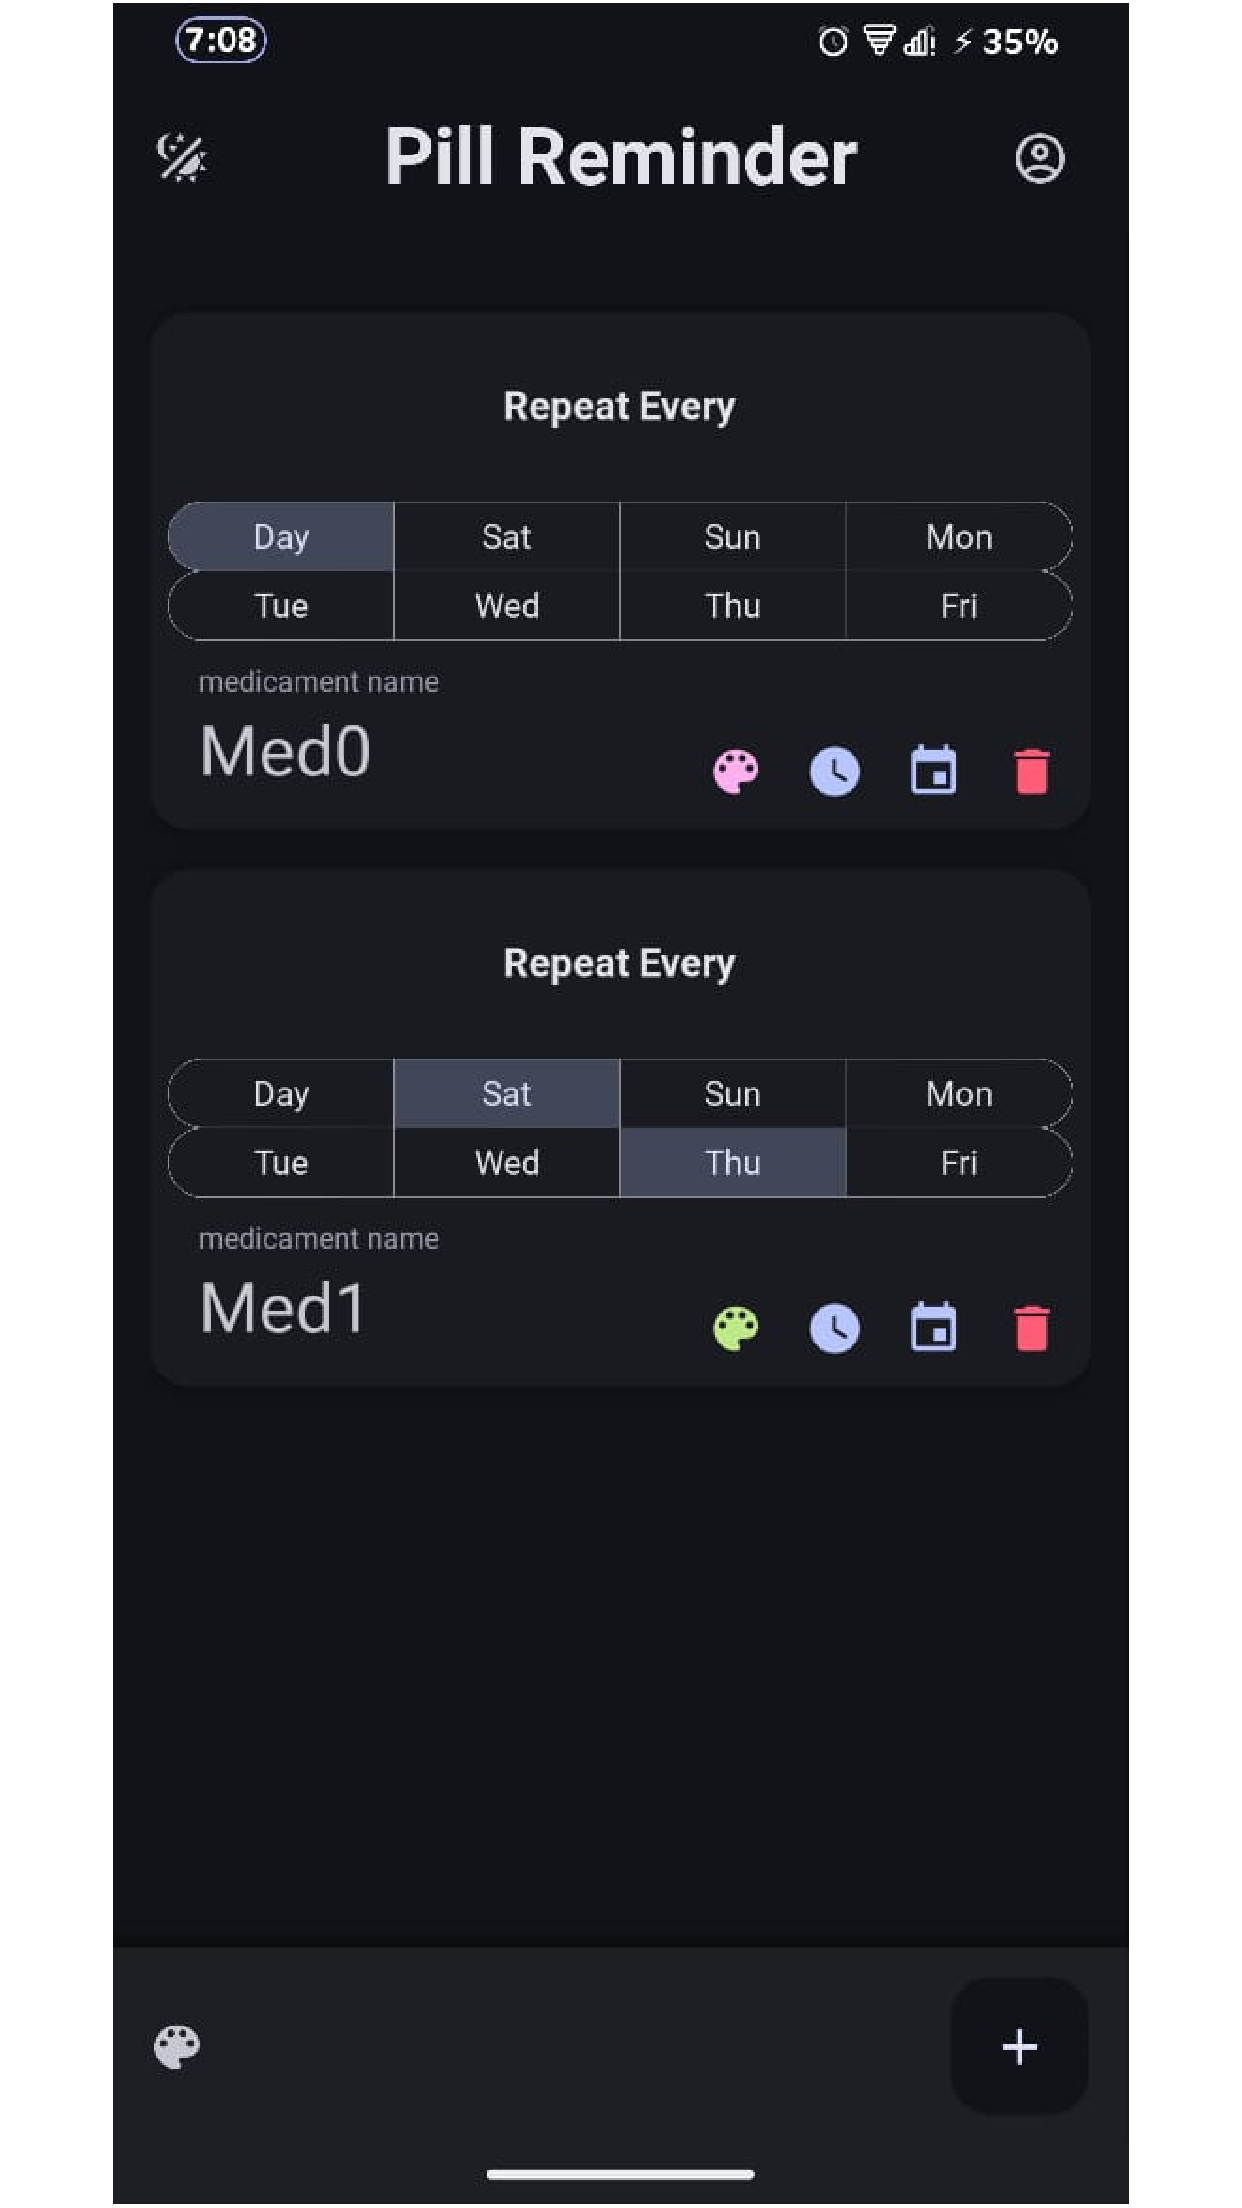 7:08 35%
Pill Reminder
Repeat Every
Day Sat Sun Mon
Tue Wed Thu Fri
medicament name
Med0
Repeat Every
Day Sat Sun Mon
Tue Wed Thu Fri
medicament name
Med1